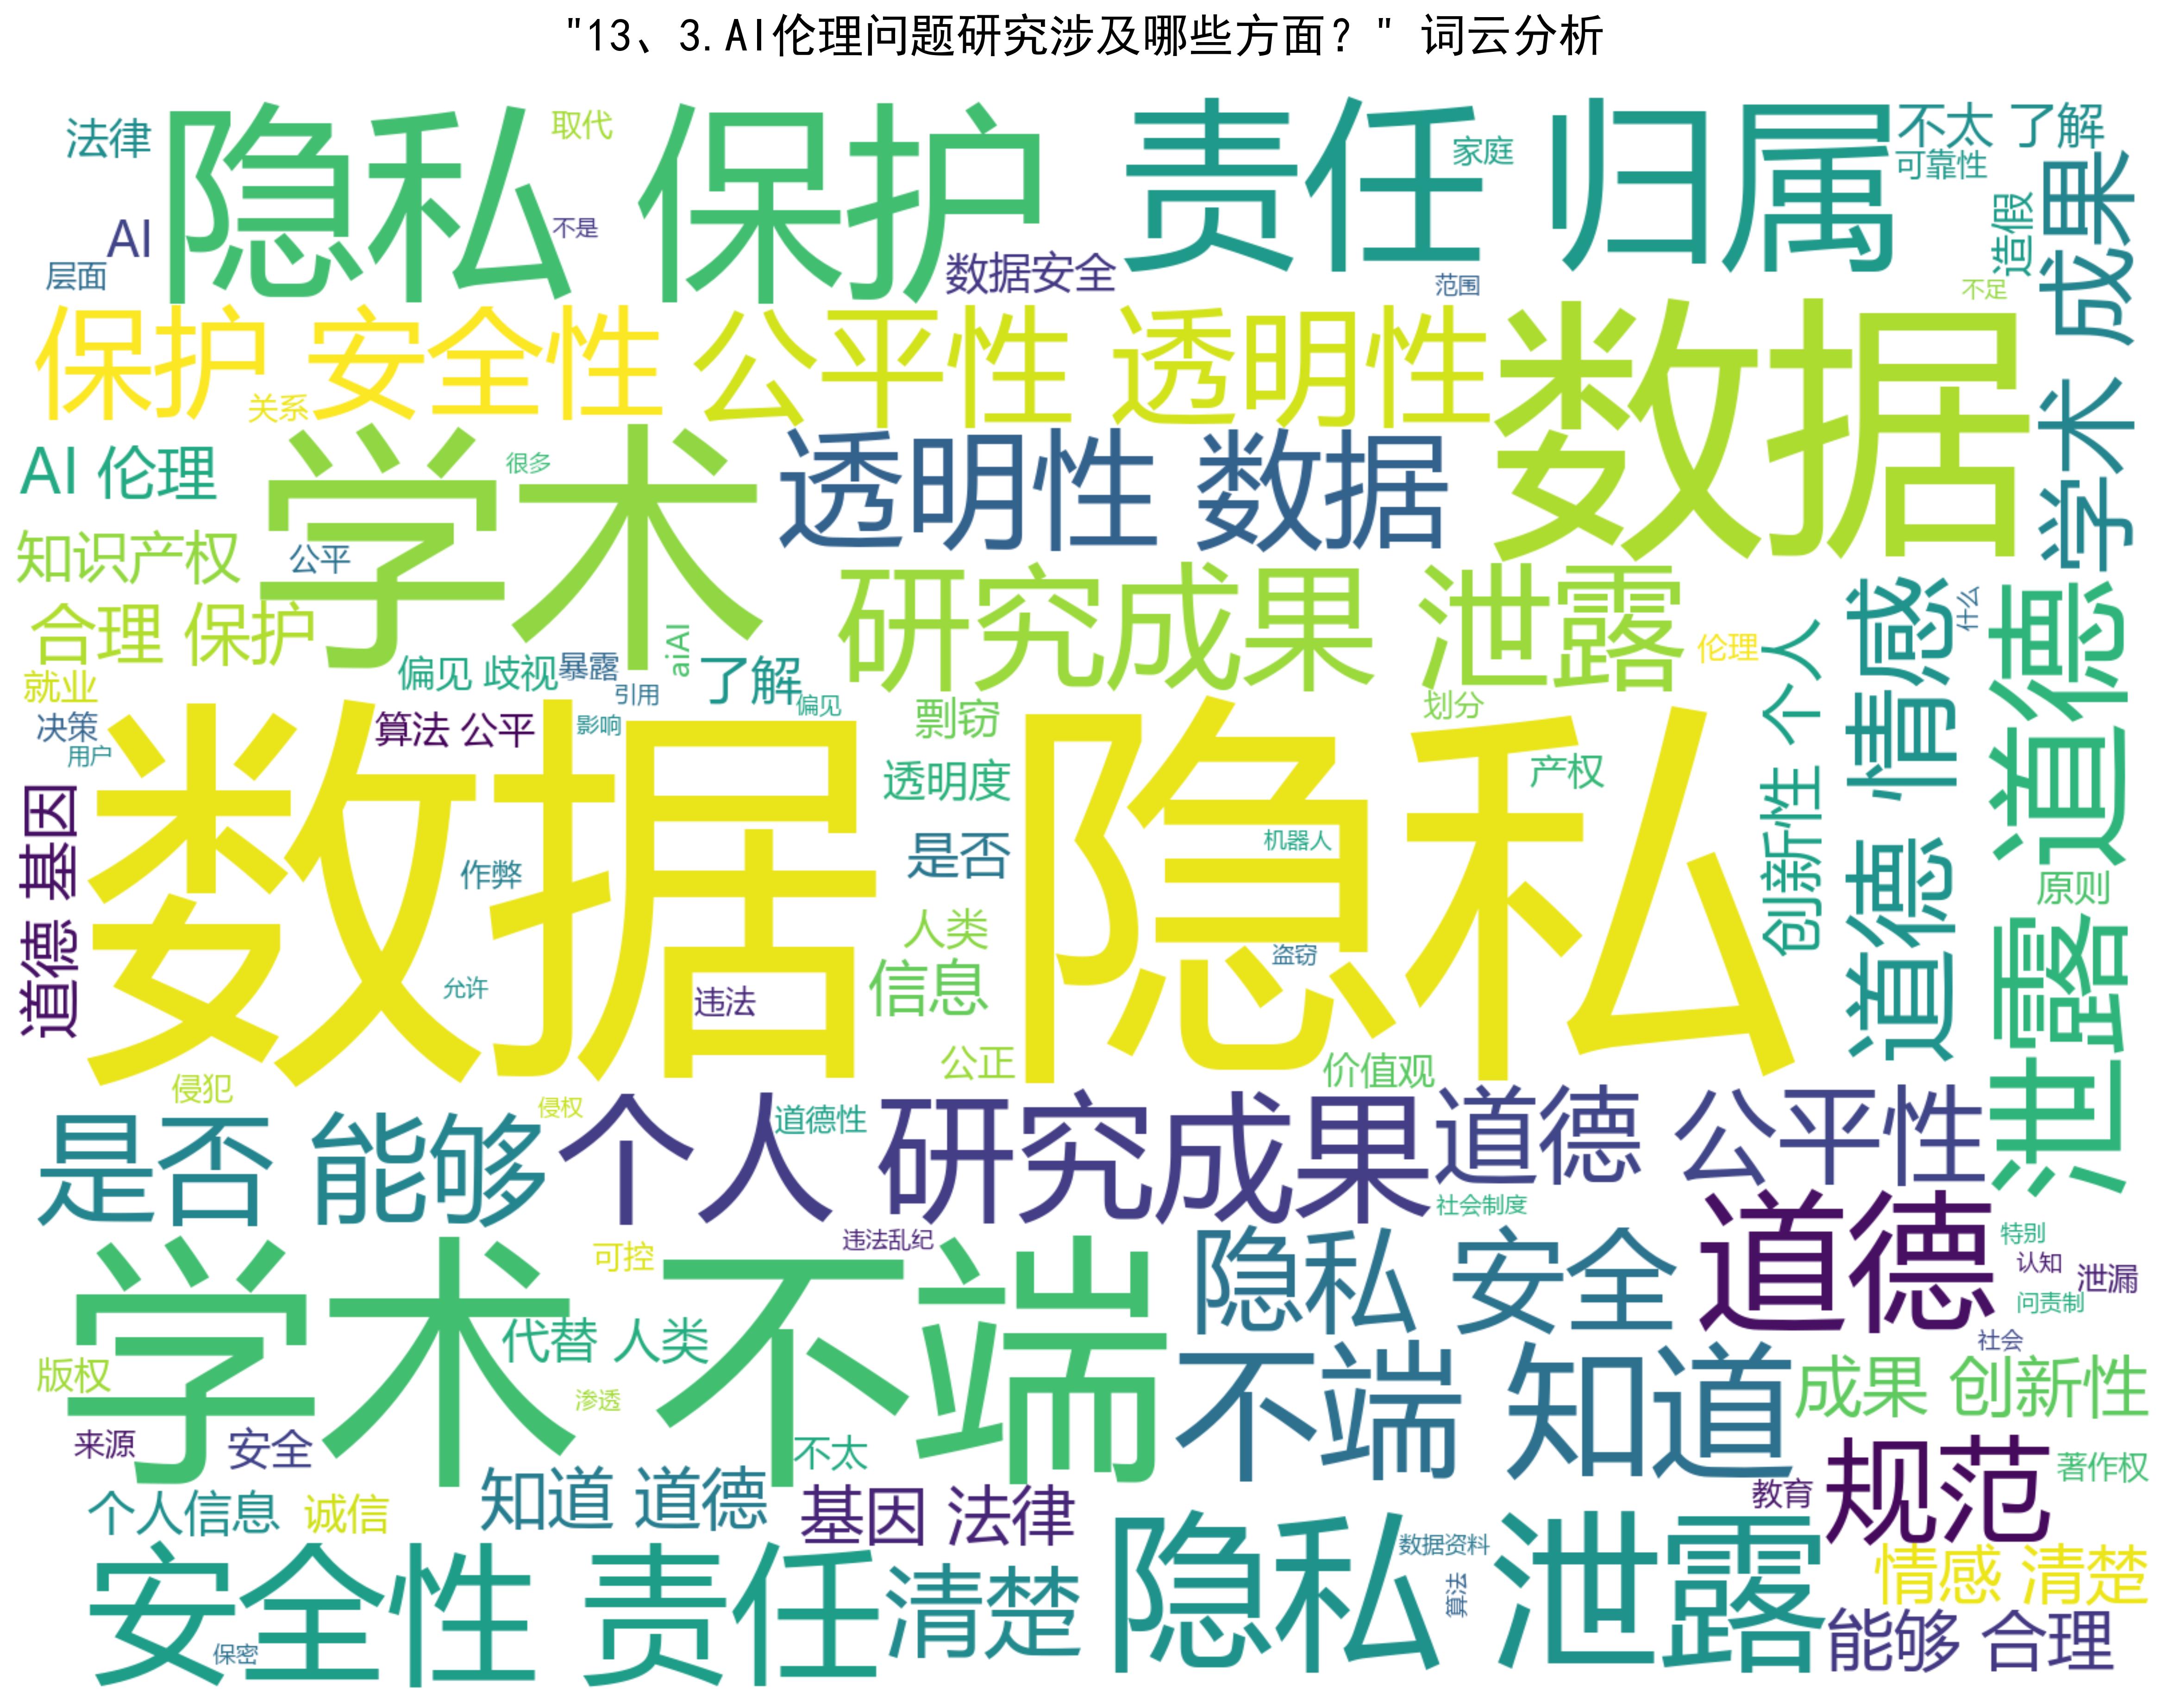 "13、3.AI伦理问题研究涉及哪些方面？" 词云分析
法律
隐私 保护
取代
责任 归属
家庭
不太 了解
可靠性
AI
不是
层面
数据安全
范围
造假
不足
学术 成果
保护 安全性
关系
公平性 透明性
数据
AI 伦理
学术
很多
透明性 数据
知识产权
公平
合理 保护
研究成果 泄露
伦理
就业
偏见 歧视
暴露
引用
aiAI
了解
偏见
剽窃
划分
创新性 个人
道德 情感
什么
道德
决策
用户
算法 公平
影响
数据 隐私
透明度
产权
道德 基因
作弊
是否
机器人
原则
人类
盗窃
允许
违法
信息
公正
价值观
泄露
侵犯
侵权
是否 能够
个人 研究成果
道德性
道德 公平性
社会制度
违法乱纪
可控
学术 不端
隐私 安全
道德
特别
认知
泄漏
问责制
社会
代替 人类
版权
渗透
不端 知道
成果 创新性
来源
安全
不太
规范
著作权
教育
个人信息
诚信
知道 道德
基因 法律
安全性 责任
保密
清楚
隐私 泄露
数据资料
算法
情感 清楚
能够 合理